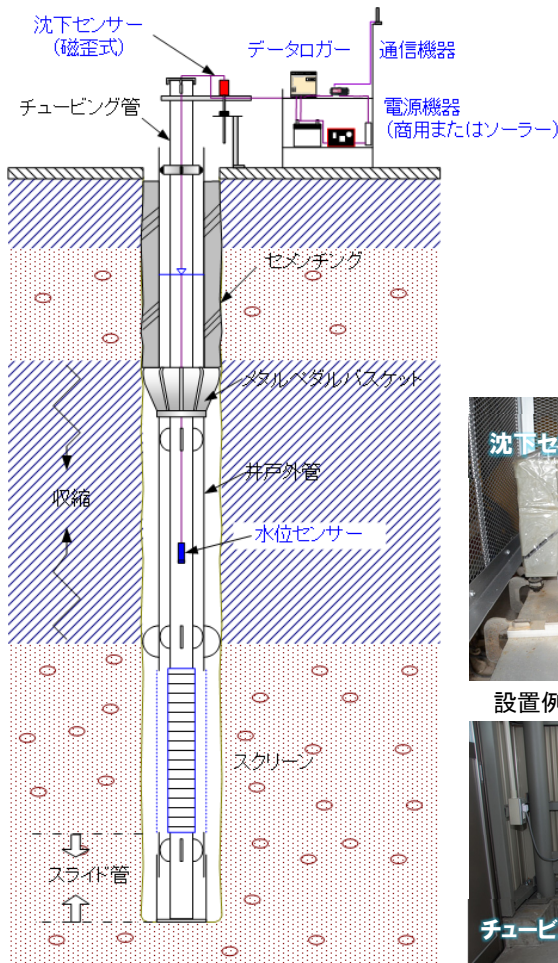 沈下センサー
(磁歪式)
データロガー
通信機器
チュービング管
電源機器
(商用またはソーラー)
セメンチング
メタルペダルバスケット
井戸外管
収縮
水位センサー
沈下セ
設置例
スクリーン
スライド管
チュービ